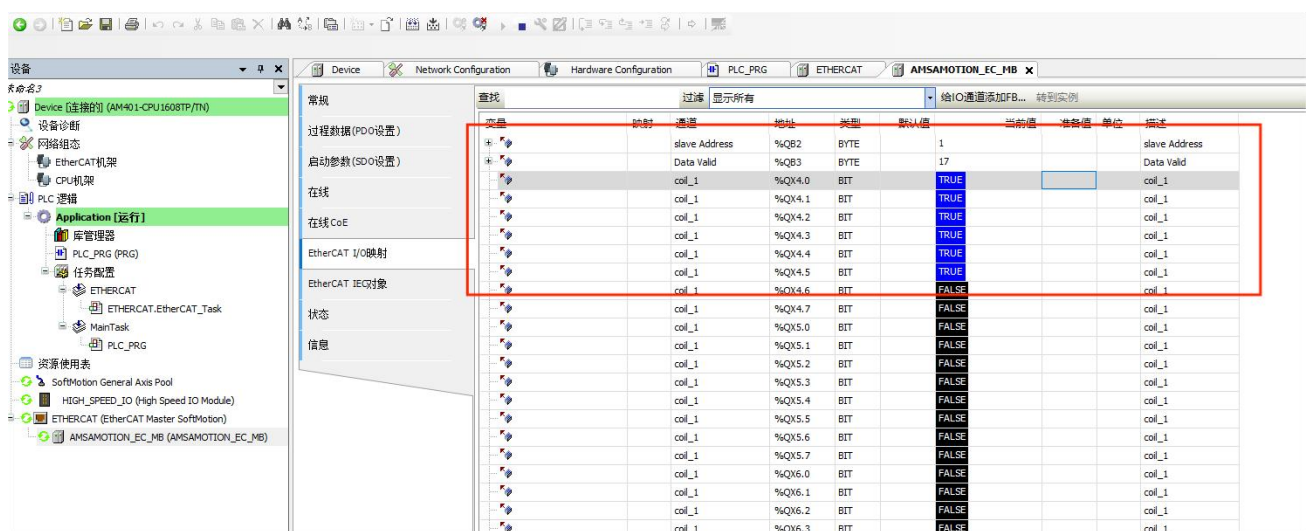 设备
Device
Network Configuration
Hardware Configuration
PLC_PRG
ETHERCAT
AMSAMOTION_EC_MB
未命名3
Device [连接的] (AM401-CPU1608TP/TN)
设备诊断
网络组态
EtherCAT机架
CPU机架
PLC 逻辑
Application [运行]
库管理器
PLC_PRG (PRG)
任务配置
ETHERCAT
ETHERCAT.EtherCAT_Task
MainTask
PLC_PRG
资源使用表
SoftMotion General Axis Pool
HIGH_SPEED_IO (High Speed IO Module)
ETHERCAT (EtherCAT Master SoftMotion)
AMSAMOTION_EC_MB (AMSAMOTION_EC_MB)
常规
过程数据(PDO设置)
启动参数(SDO设置)
在线
在线CoE
EtherCAT I/O映射
EtherCAT IEC对象
状态
信息
查找 过滤 显示所有 给IO通道添加FB... 转到实例
变量 映射 通道 地址 类型 默认值 当前值 准备值 单位 描述
slave Address %QB2 BYTE 1 slave Address
Data Valid %QB3 BYTE 17 Data Valid
coil_1 %QX4.0 BIT TRUE coil_1
coil_1 %QX4.1 BIT TRUE coil_1
coil_1 %QX4.2 BIT TRUE coil_1
coil_1 %QX4.3 BIT TRUE coil_1
coil_1 %QX4.4 BIT TRUE coil_1
coil_1 %QX4.5 BIT TRUE coil_1
coil_1 %QX4.6 BIT FALSE coil_1
coil_1 %QX4.7 BIT FALSE coil_1
coil_1 %QX5.0 BIT FALSE coil_1
coil_1 %QX5.1 BIT FALSE coil_1
coil_1 %QX5.2 BIT FALSE coil_1
coil_1 %QX5.3 BIT FALSE coil_1
coil_1 %QX5.4 BIT FALSE coil_1
coil_1 %QX5.5 BIT FALSE coil_1
coil_1 %QX5.6 BIT FALSE coil_1
coil_1 %QX5.7 BIT FALSE coil_1
coil_1 %QX6.0 BIT FALSE coil_1
coil_1 %QX6.1 BIT FALSE coil_1
coil_1 %QX6.2 BIT FALSE coil_1
coil_1 %QX6.3 BIT FALSE coil_1